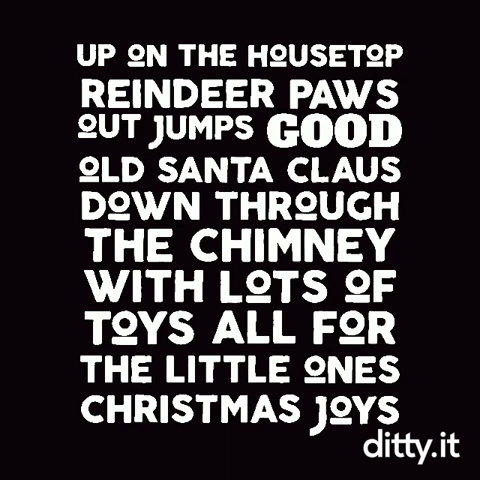 UP ON THE HOUSETOP
REINDEER PAWS
OUT JUMPS GOOD
OLD SANTA CLAUS
DOWN THROUGH
THE CHIMNEY
WITH LOTS OF
TOYS ALL FOR
THE LITTLE ONES
CHRISTMAS JOYS
ditty.it